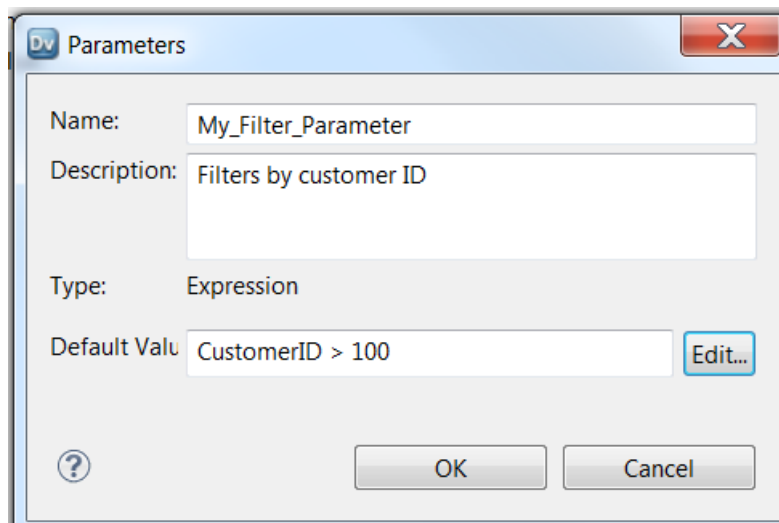 Dv Parameters
Name: My_Filter_Parameter
Description: Filters by customer ID
Type: Expression
Default Valu CustomerID > 100 Edit...
? OK Cancel